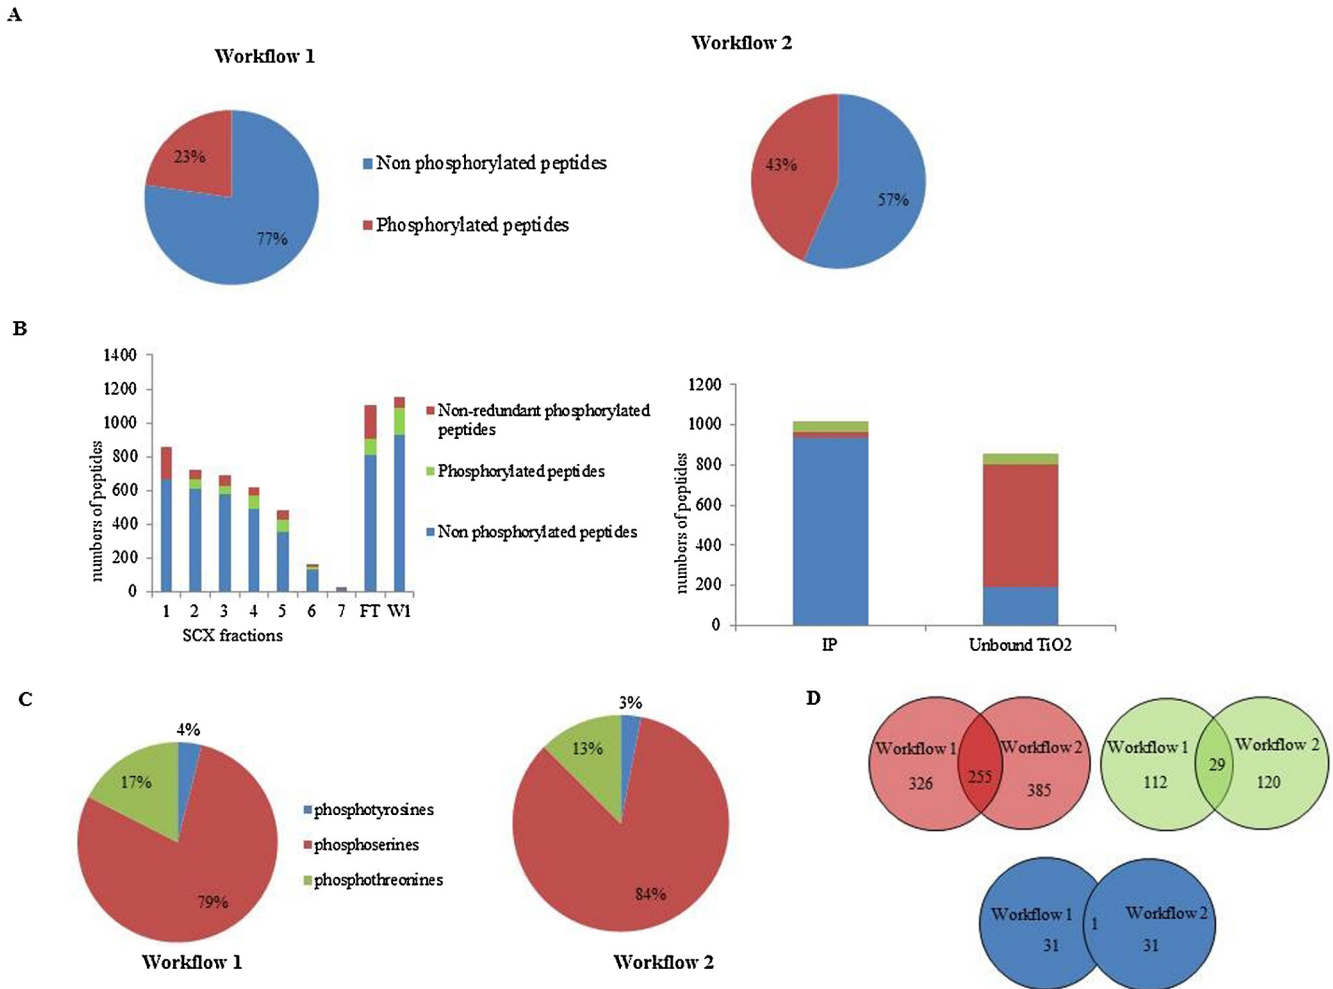 A
Workflow 1
Workflow 2
23%
77%
Non phosphorylated peptides
Phosphorylated peptides
43%
57%
B
1400
1200
1000
800
600
400
200
0
numbers of peptides
1 2 3 4 5 6 7 FT W1
SCX fractions
Non-redundant phosphorylated
peptides
Phosphorylated peptides
Non phosphorylated peptides
1200
1000
800
600
400
200
0
numbers of peptides
IP Unbound TiO2
C
4%
17%
79%
Workflow 1
phosphotyrosines
phosphoserines
phosphothreonines
3%
13%
84%
Workflow 2
D
Workflow 1
326
255
Workflow 2
385
Workflow 1
112
29
Workflow 2
120
Workflow 1
31
1
Workflow 2
31